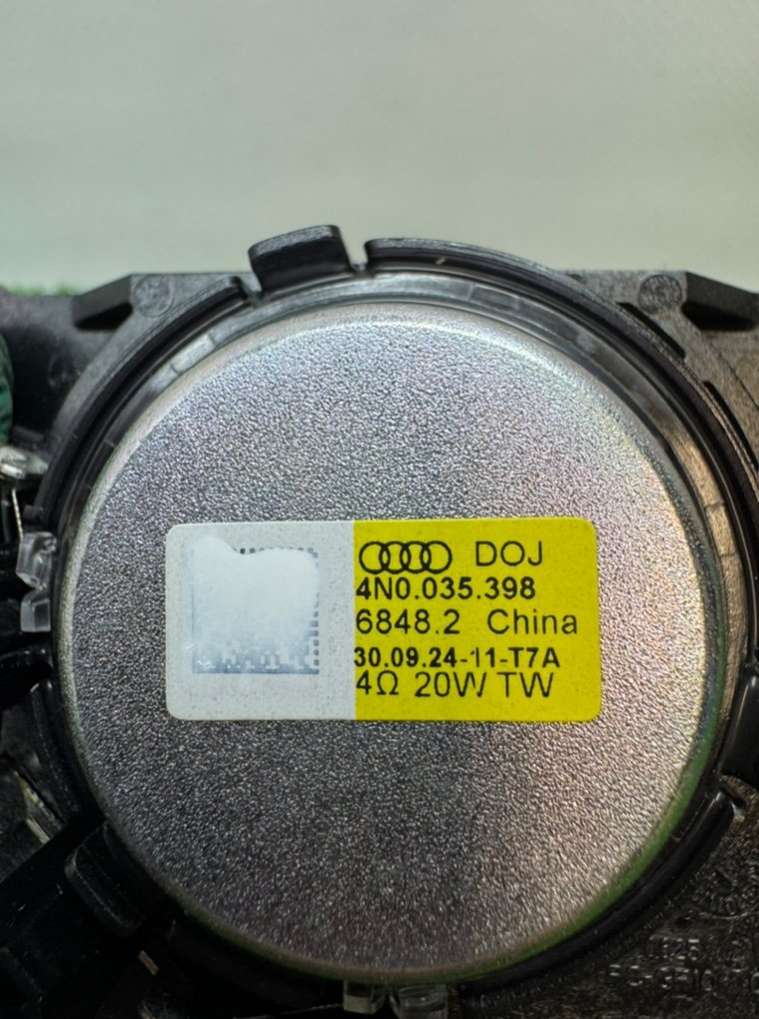 DOJ
4N0.035.398
6848.2 China
30.09.24-11-T7A
4Ω 20W TW